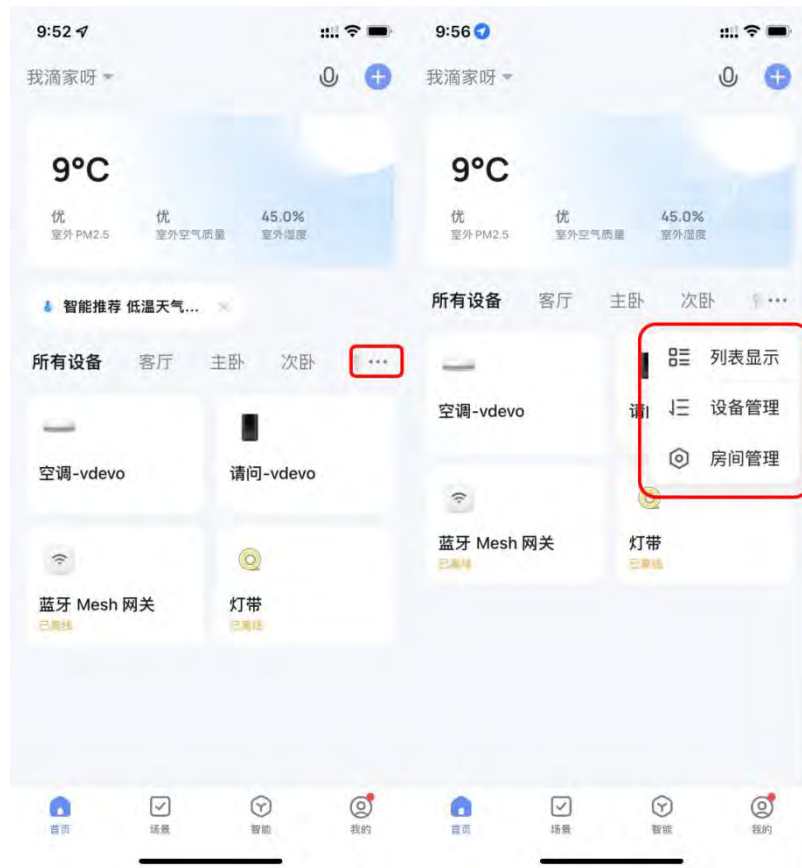 9:52
我滴家呀
9°C
优
优
45.0%
室外 PM2.5
室外空气质量
室外湿度
智能推荐 低温天气...
所有设备
客厅
主卧
次卧
空调-vdevo
请问-vdevo
蓝牙 Mesh 网关
已离线
灯带
已离线
首页
场景
智能
我的
9:56
我滴家呀
9°C
优
优
45.0%
室外 PM2.5
室外空气质量
室外湿度
所有设备
客厅
主卧
次卧
列表显示
设备管理
房间管理
空调-vdevo
蓝牙 Mesh 网关
已离线
灯带
已离线
首页
场景
智能
我的